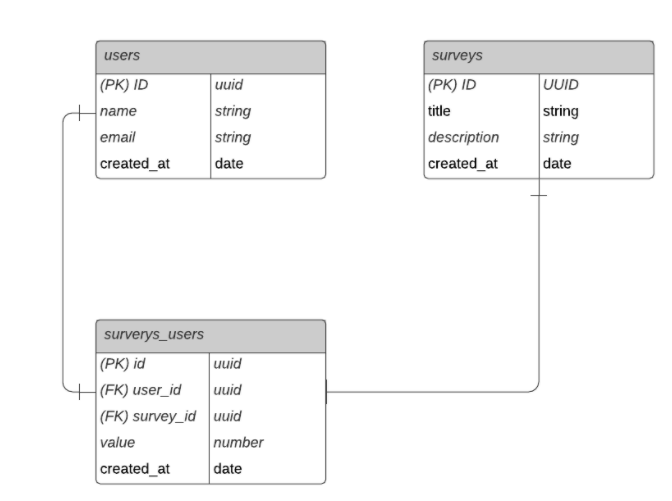 users
(PK) ID uuid
name string
email string
created_at date
surveys
(PK) ID UUID
title string
description string
created_at date
surverys_users
(PK) id uuid
(FK) user_id uuid
(FK) survey_id uuid
value number
created_at date